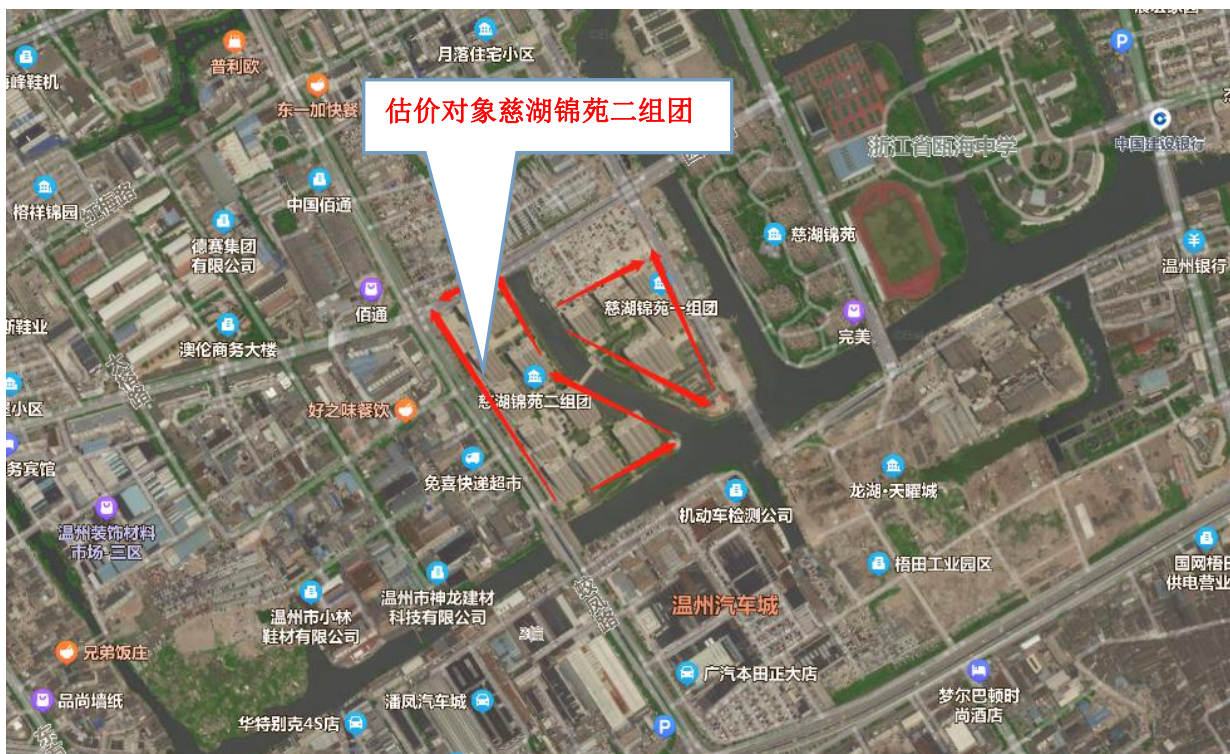 月落住宅小区
普利欧
东一加快餐
估价对象慈湖锦苑二组团
浙江省瓯海中学
中国建设银行
中国佰通
榕祥锦园
德赛集团
有限公司
慈湖锦苑
温州银行
慈湖锦苑一组团
佰通
完美
澳伦商务大楼
慈湖锦苑二组团
好之味餐饮
务宾馆
免喜快递超市
龙湖·天曜城
机动车检测公司
温州装饰材料
市场-三区
梧田工业园区
国网梧田
供电营业
温州市神龙建材
科技有限公司
温州市小林
鞋材有限公司
温州汽车城
兄弟饭庄
广汽本田正大店
品尚墙纸
潘凤汽车城
华特别克4S店
梦尔巴顿时
尚酒店
P
P